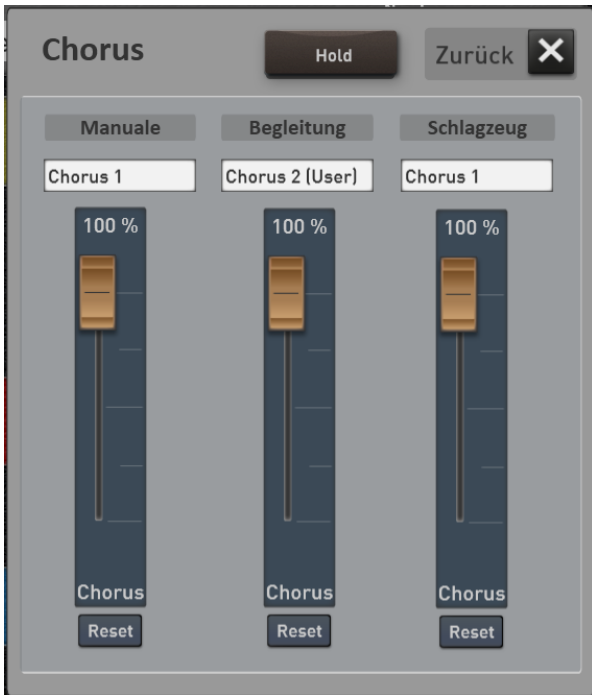 Chorus
Hold
Zurück
Manuale
Begleitung
Schlagzeug
Chorus 1
Chorus 2 (User)
Chorus 1
100 %
100 %
100 %
Chorus
Chorus
Chorus
Reset
Reset
Reset